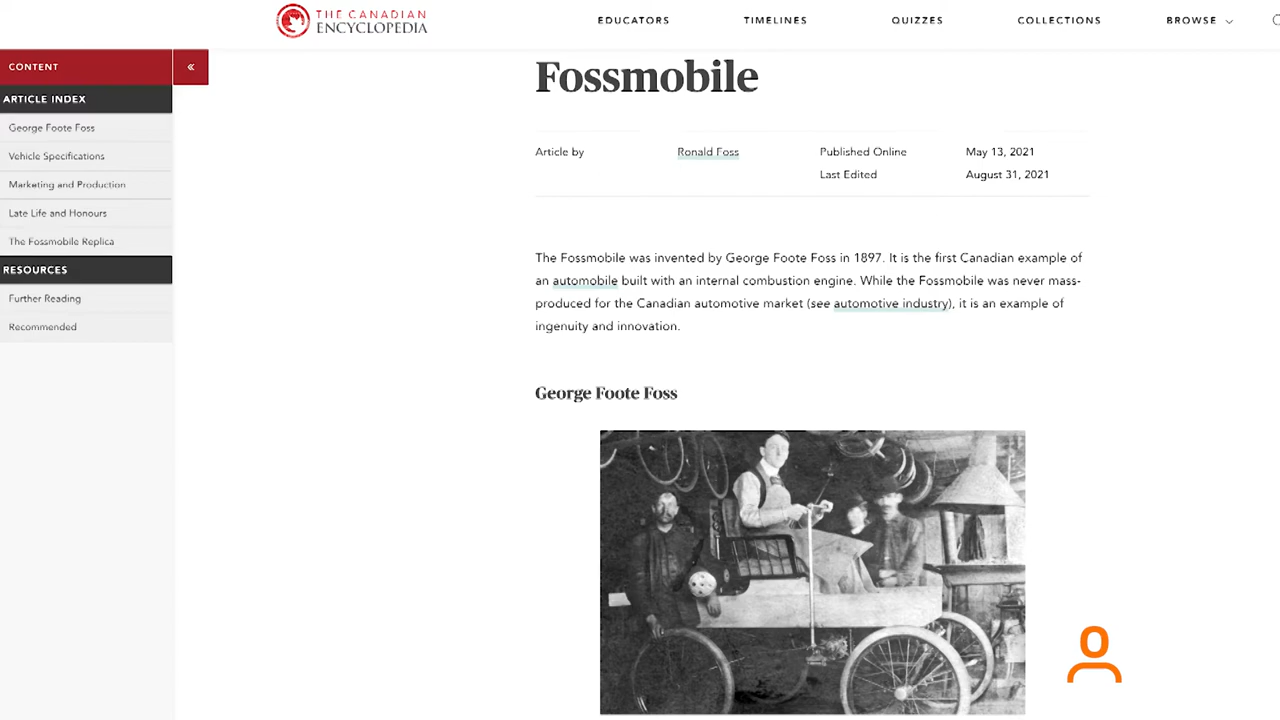 THE CANADIAN
ENCYCLOPEDIA
EDUCATORS
TIMELINES
QUIZZES
COLLECTIONS
BROWSE
CONTENT
«
ARTICLE INDEX
George Foote Foss
Vehicle Specifications
Marketing and Production
Late Life and Honours
The Fossmobile Replica
RESOURCES
Further Reading
Recommended
Fossmobile
Article by
Ronald Foss
Published Online
May 13, 2021
Last Edited
August 31, 2021
The Fossmobile was invented by George Foote Foss in 1897. It is the first Canadian example of
an automobile built with an internal combustion engine. While the Fossmobile was never mass-
produced for the Canadian automotive market (see automotive industry), it is an example of
ingenuity and innovation.
George Foote Foss